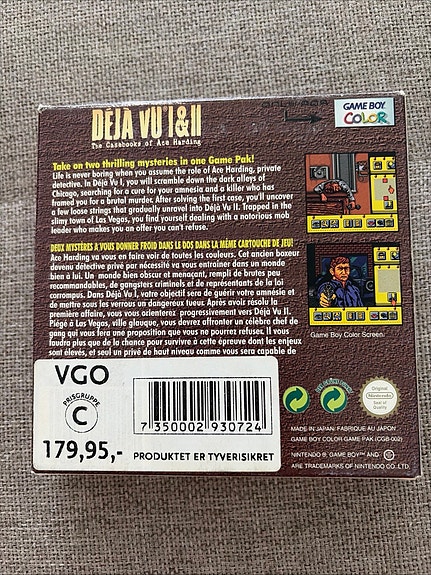 DEJA VU I & II
The Casebooks of Ace Harding
GAME BOY
COLOR
Take on two thrilling mysteries in one Game Pak!
Life is never boring when you assume the role of Ace Harding, private
detective. In Déjà Vu I, you will scramble down the dark alleys of
Chicago, searching for a cure for your amnesia and a killer who has
framed you for a brutal murder. After solving the first case, you'll uncover
a few loose strings that gradually unravel into Déjà Vu II. Trapped in the
slimy town of Las Vegas, you find yourself dealing with a notorious mob
leader who makes you an offer you can't refuse.
DEUX MYSTÈRES A VOUS DONNER FROID DANS LE DOS DANS LA MÊME CARTOUCHE DE JEU!
Ace Harding va vous en faire voir de toutes les couleurs. Cet ancien boxeur
devenu détective privé par nécessité va vous entraîner dans un monde
bien à lui. Un monde bien obscur et menaçant, rempli de brutes peu
recommandables, de gangsters criminels et de représentants de la loi
corrompus. Dans Déjà Vu I, votre objectif sera de guérir votre amnésie et
de mettre sous les verrous un dangereux tueur. Après avoir résolu la
première affaire, vous vous orienterez progressivement vers Déjà Vu II.
Piégé à Las Vegas, ville glauque, vous devrez affronter un célèbre chef de
gang qui vous fera une proposition que vous ne pourrez refuser. Il vous
faudra plus que de la chance pour survivre à cette épreuve dont les enjeux
sont élevés, et seul un privé de haut niveau comme vous sera capable de
Game Boy Color Screen
VGO
PRISGRUPPE
C
179,95,-
7 350002 930724
PRODUKTET ER TYVERISIKRET
Original
Nintendo
Seal of
Quality
MADE IN JAPAN/FABRIQUE AU JAPON
GAME BOY COLOR GAME PAK (CGB-002)
NINTENDO ®, GAME BOY™ AND
ARE TRADEMARKS OF NINTENDO CO., LTD.